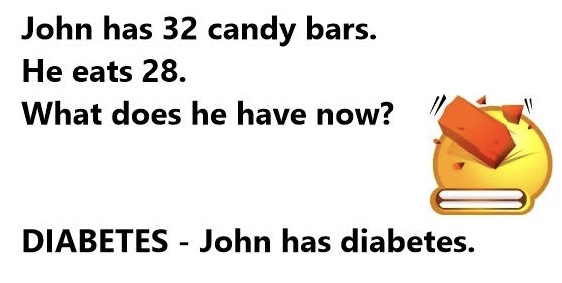 John has 32 candy bars.
He eats 28.
What does he have now?
DIABETES - John has diabetes.